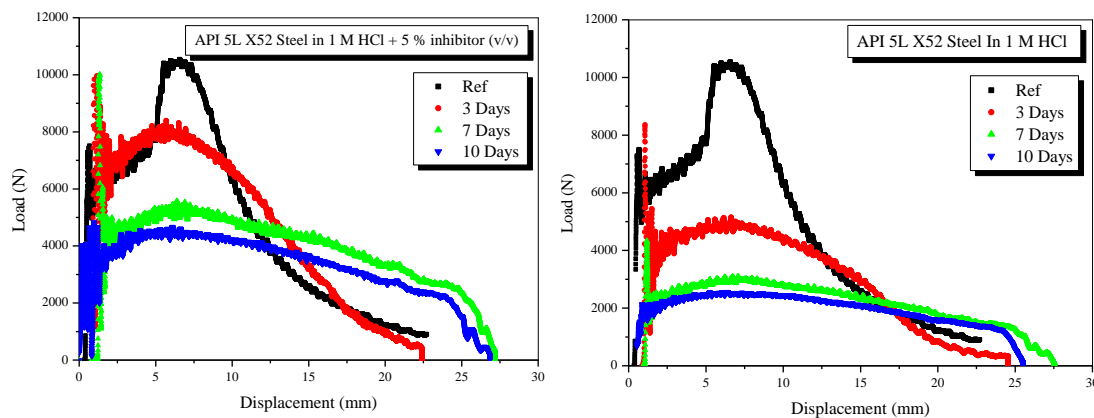 API 5L X52 Steel in 1 M HCl + 5 % inhibitor (v/v)
Ref
3 Days
7 Days
10 Days
Load (N)
12000
10000
8000
6000
4000
2000
0
0 5 10 15 20 25 30
Displacement (mm)
API 5L X52 Steel In 1 M HCl
Ref
3 Days
7 Days
10 Days
Load (N)
12000
10000
8000
6000
4000
2000
0
0 5 10 15 20 25 30
Displacement (mm)